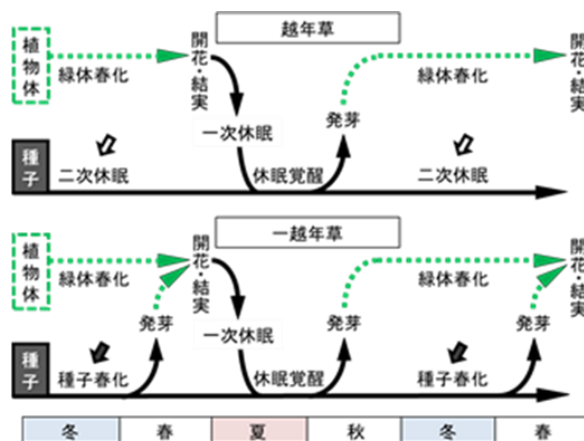 越年草
植物体
緑体春化
開花・結実
一次休眠
発芽
緑体春化
開花・結実
種子
二次休眠
休眠覚醒
二次休眠
一越年草
植物体
緑体春化
開花・結実
発芽
一次休眠
発芽
緑体春化
発芽
開花・結実
種子
種子春化
休眠覚醒
種子春化
冬 春 夏 秋 冬 春